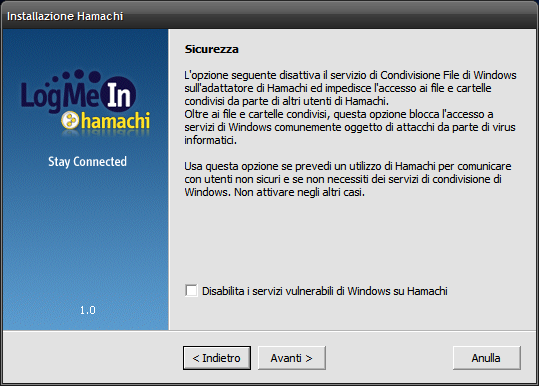 Installazione Hamachi
LogMeIn
hamachi
Stay Connected
1.0
Sicurezza
L'opzione seguente disattiva il servizio di Condivisione File di Windows
sull'adattatore di Hamachi ed impedisce l'accesso ai file e cartelle
condivisi da parte di altri utenti di Hamachi.
Oltre ai file e cartelle condivisi, questa opzione blocca l'accesso a
servizi di Windows comunemente oggetto di attacchi da parte di virus
informatici.
Usa questa opzione se prevedi un utilizzo di Hamachi per comunicare
con utenti non sicuri e se non necessiti dei servizi di condivisione di
Windows. Non attivare negli altri casi.
Disabilita i servizi vulnerabili di Windows su Hamachi
< Indietro
Avanti >
Anulla